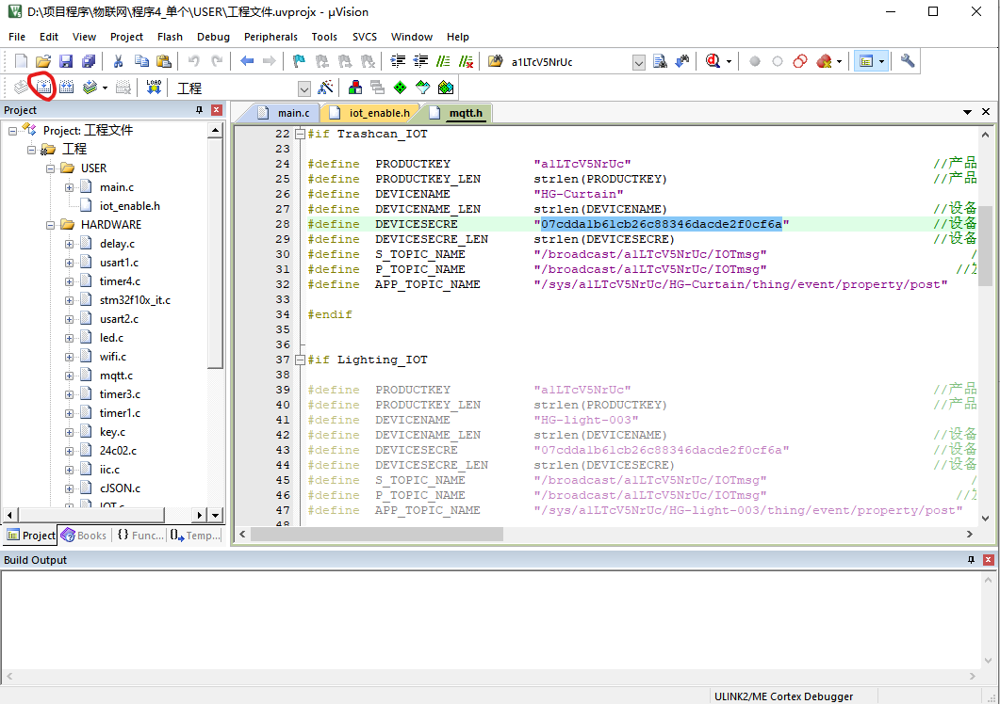 D:\项目程序\物联网\程序4_单个\USER\工程文件.uvprojx - µVision
File Edit View Project Flash Debug Peripherals Tools SVCS Window Help
a1LTcV5NrUc
LOAD 工程
Project
main.c iot_enable.h mqtt.h
Project: 工程文件
工程
USER
main.c
iot_enable.h
HARDWARE
delay.c
usart1.c
timer4.c
stm32f10x_it.c
usart2.c
led.c
wifi.c
mqtt.c
timer3.c
timer1.c
key.c
24c02.c
iic.c
cJSON.c
IOT.c
22 #if Trashcan_IOT
23
24 #define PRODUCTKEY "a1LTcV5NrUc" //产品
25 #define PRODUCTKEY_LEN strlen(PRODUCTKEY) //产品
26 #define DEVICENAME "HG-Curtain"
27 #define DEVICENAME_LEN strlen(DEVICENAME) //设备
28 #define DEVICESECRE "07cdda1b61cb26c88346dacde2f0cf6a" //设备
29 #define DEVICESECRE_LEN strlen(DEVICESECRE) //设备
30 #define S_TOPIC_NAME "/broadcast/a1LTcV5NrUc/IOTmsg" /
31 #define P_TOPIC_NAME "/broadcast/a1LTcV5NrUc/IOTmsg" //
32 #define APP_TOPIC_NAME "/sys/a1LTcV5NrUc/HG-Curtain/thing/event/property/post"
33
34 #endif
35
36
37 #if Lighting_IOT
38
39 #define PRODUCTKEY "a1LTcV5NrUc" //产品
40 #define PRODUCTKEY_LEN strlen(PRODUCTKEY) //产品
41 #define DEVICENAME "HG-light-003"
42 #define DEVICENAME_LEN strlen(DEVICENAME) //设备
43 #define DEVICESECRE "07cdda1b61cb26c88346dacde2f0cf6a" //设备
44 #define DEVICESECRE_LEN strlen(DEVICESECRE) //设备
45 #define S_TOPIC_NAME "/broadcast/a1LTcV5NrUc/IOTmsg" /
46 #define P_TOPIC_NAME "/broadcast/a1LTcV5NrUc/IOTmsg" //
47 #define APP_TOPIC_NAME "/sys/a1LTcV5NrUc/HG-light-003/thing/event/property/post"
48
Project Books {} Func... Temp...
Build Output
ULINK2/ME Cortex Debugger